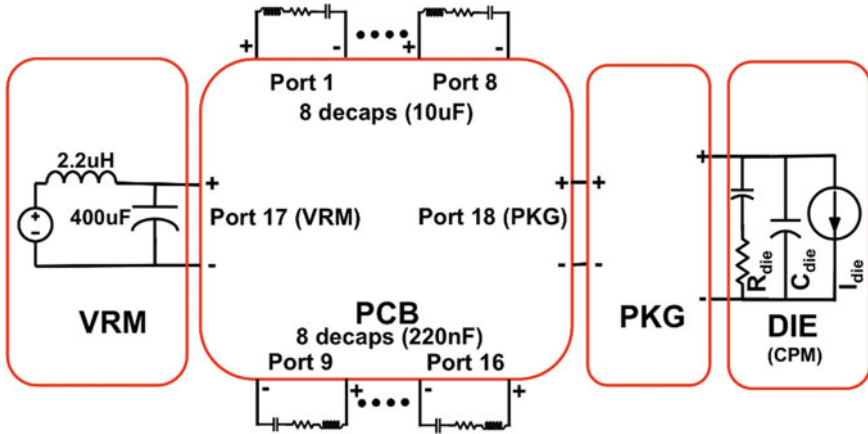 Port 1
Port 8
8 decaps (10uF)
2.2uH
400uF
Port 17 (VRM)
Port 18 (PKG)
R_die
C_die
I_die
VRM
PCB
PKG
DIE
(CPM)
8 decaps (220nF)
Port 9
Port 16